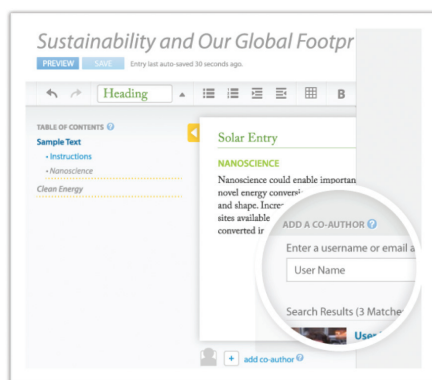 Sustainability and Our Global Footpr
PREVIEW SAVE Entry last auto-saved 30 seconds ago.
Heading B
TABLE OF CONTENTS ?
Sample Text
• Instructions
• Nanoscience
Clean Energy
Solar Entry
NANOSCIENCE
Nanoscience could enable importan
novel energy conversi
and shape. Increa
sites available
converted ir
ADD A CO-AUTHOR ?
Enter a username or email a
User Name
Search Results (3 Matche
User
+ add co-author ?